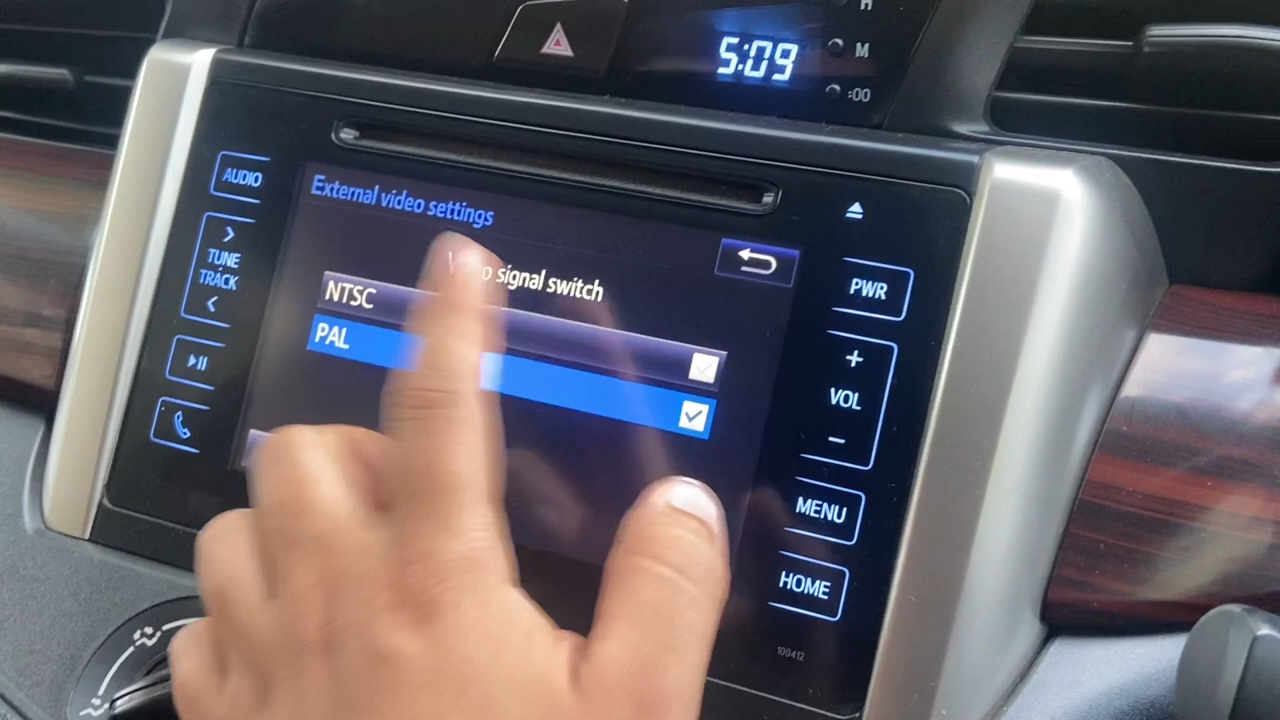 H
5:09
M
:00
AUDIO
TUNE
TRACK
External video settings
signal switch
NTSC
PAL
PWR
+
VOL
-
MENU
HOME
100412